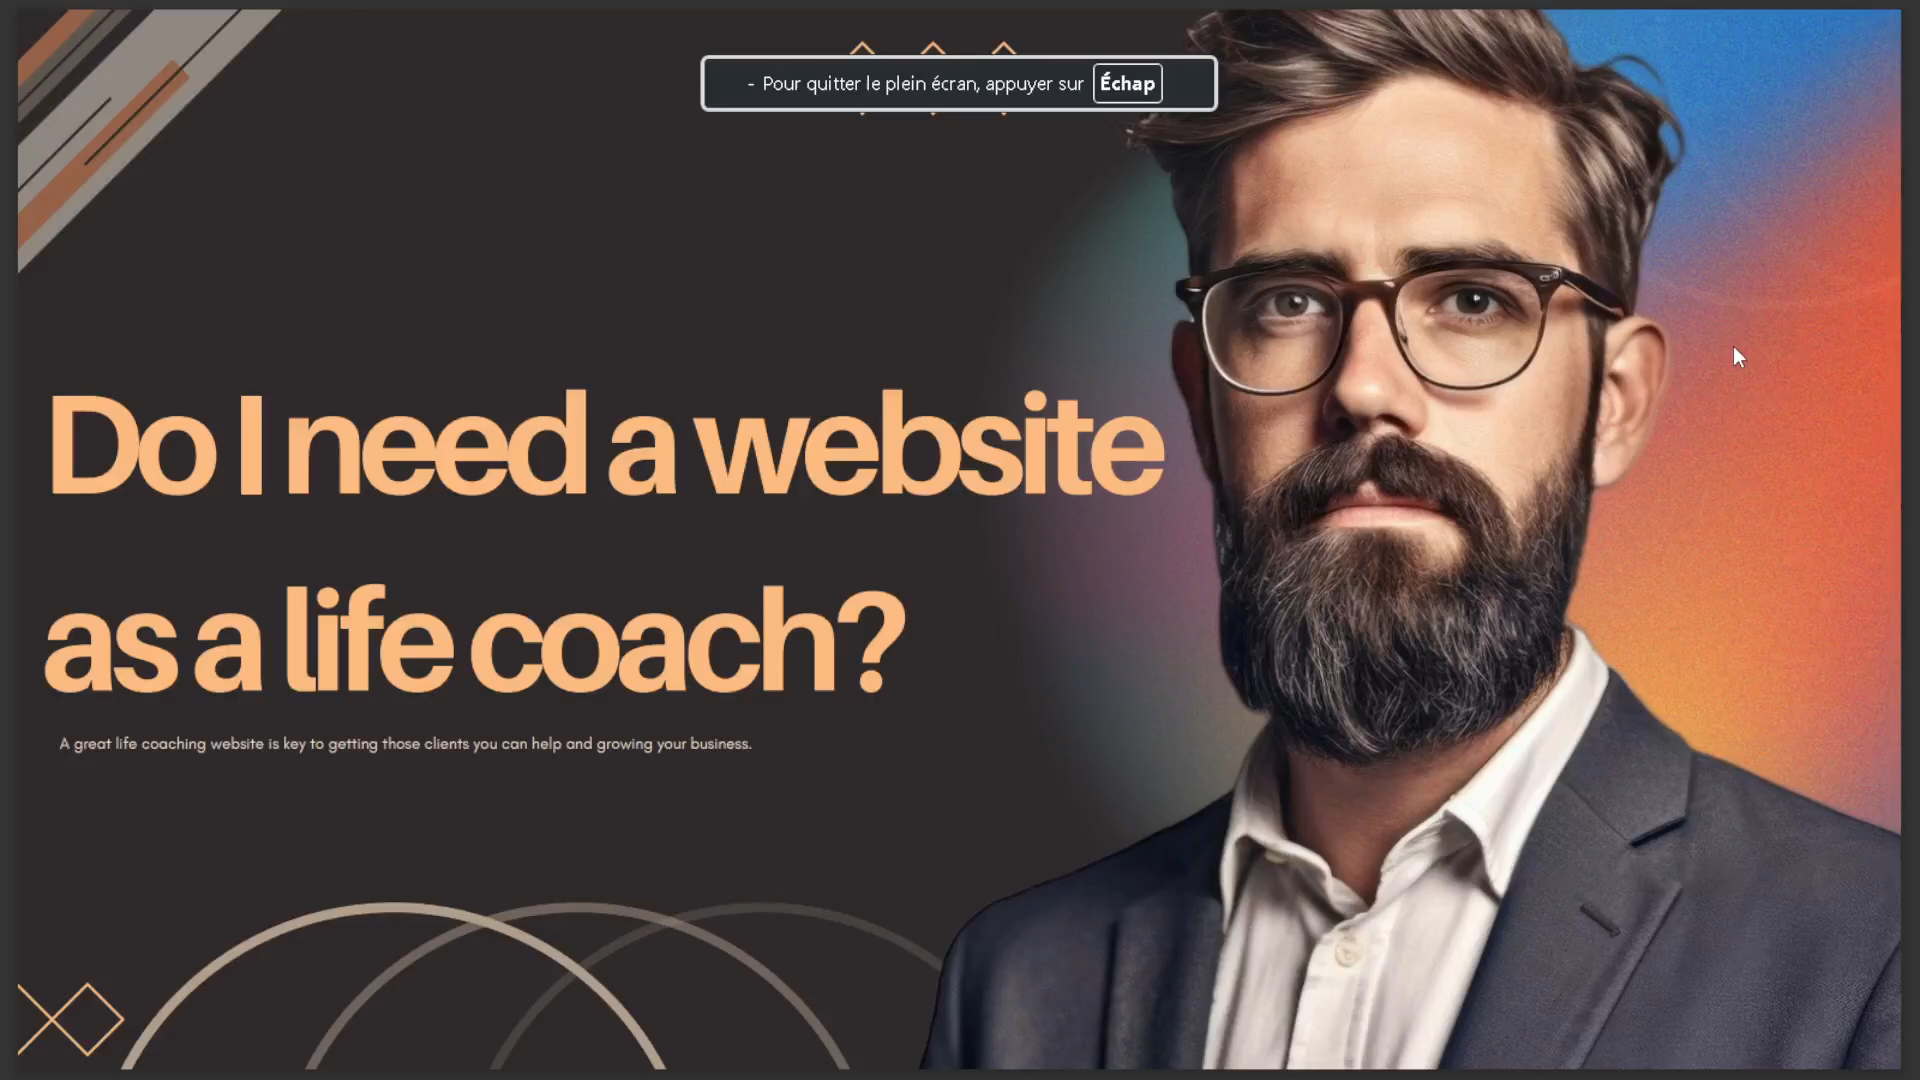 - Pour quitter le plein écran, appuyer sur Échap
Do I need a website
as a life coach?
A great life coaching website is key to getting those clients you can help and growing your business.